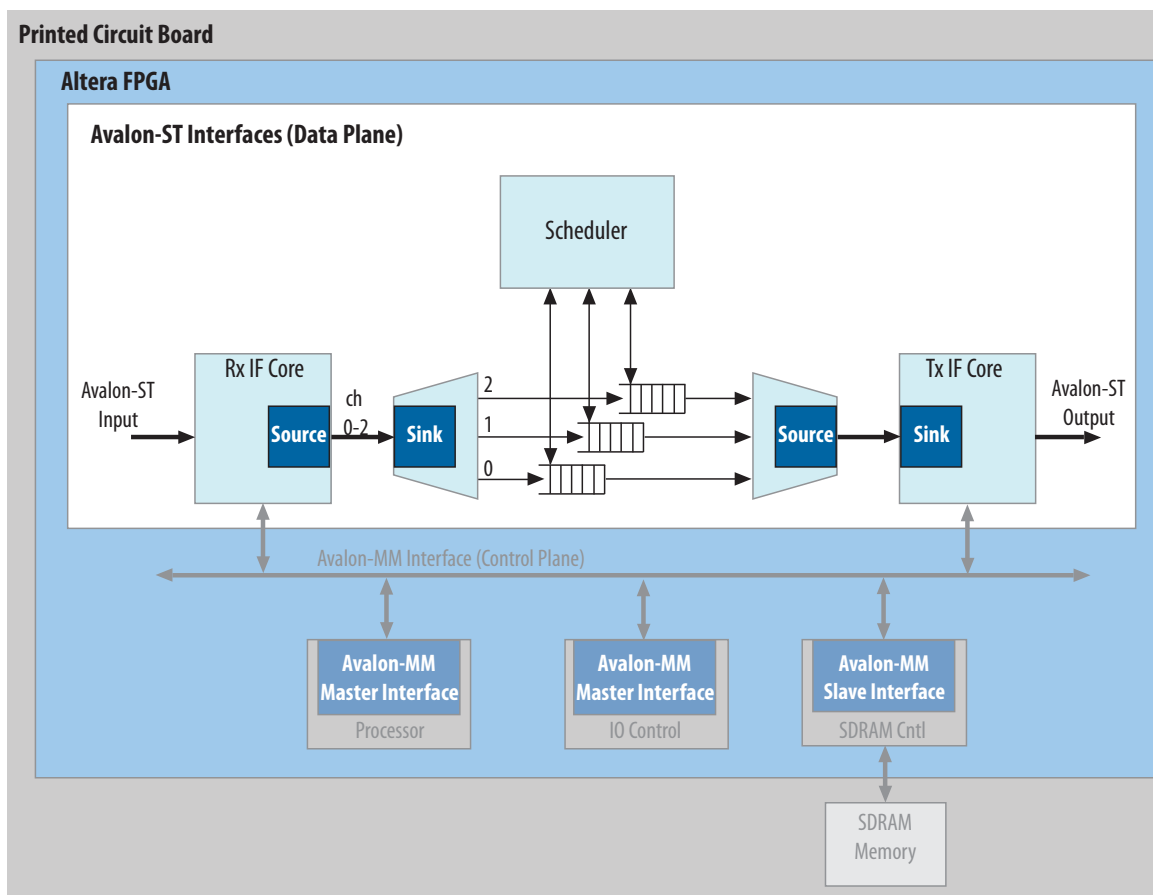 Printed Circuit Board
Altera FPGA
Avalon-ST Interfaces (Data Plane)
Scheduler
Rx IF Core
Tx IF Core
Avalon-ST
Input
ch
0-2
Source
Sink
2
1
0
Source
Sink
Avalon-ST
Output
Avalon-MM Interface (Control Plane)
Avalon-MM
Master Interface
Processor
Avalon-MM
Master Interface
IO Control
Avalon-MM
Slave Interface
SDRAM Cntl
SDRAM
Memory